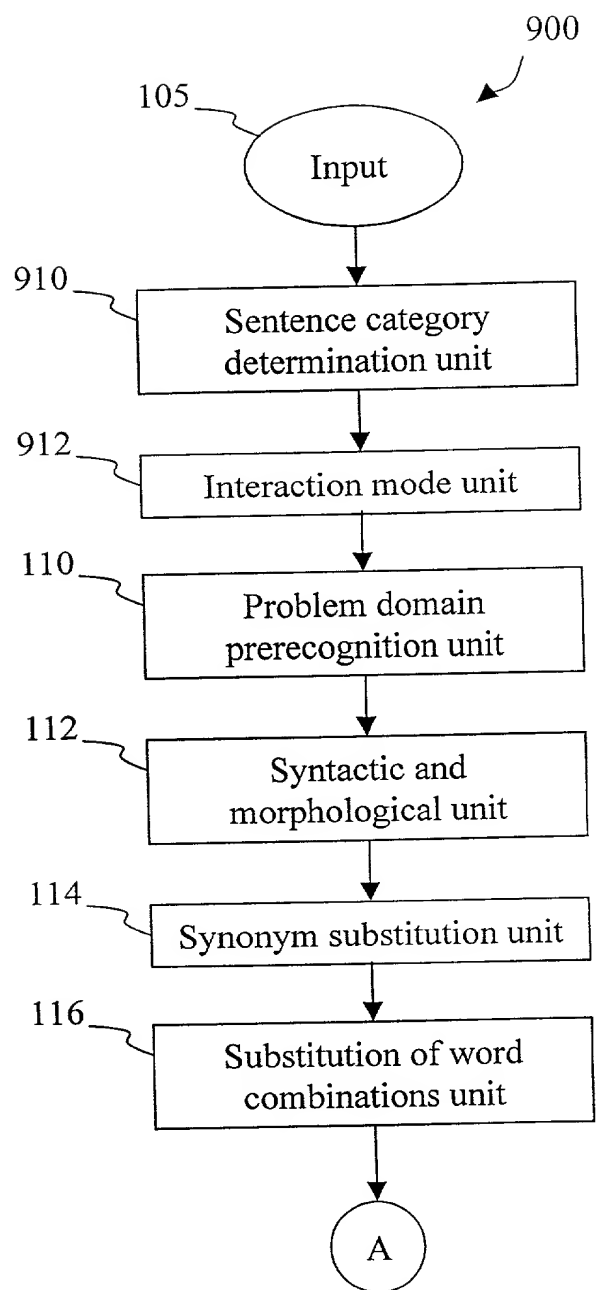 900
105
Input
910
Sentence category
determination unit
912
Interaction mode unit
110
Problem domain
prerecognition unit
112
Syntactic and
morphological unit
114
Synonym substitution unit
116
Substitution of word
combinations unit
A